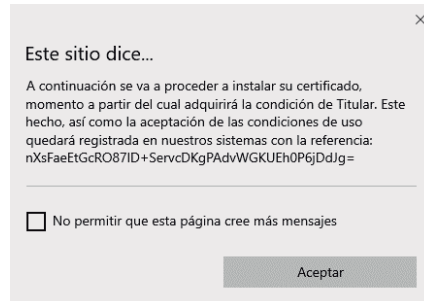 Este sitio dice...
A continuación se va a proceder a instalar su certificado,
momento a partir del cual adquirirá la condición de Titular. Este
hecho, así como la aceptación de las condiciones de uso
quedará registrada en nuestros sistemas con la referencia:
nXsFaeEtGcRO87ID+ServcDKgPAdvWGKUEh0P6jDdJg=
No permitir que esta página cree más mensajes
Aceptar